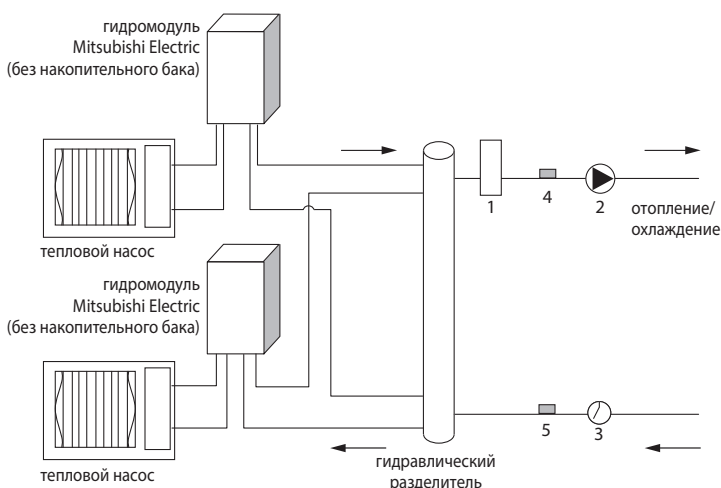 гидромодуль
Mitsubishi Electric
(без накопительного бака)
тепловой насос
1
4
2
отопление/
охлаждение
гидромодуль
Mitsubishi Electric
(без накопительного бака)
тепловой насос
5
3
гидравлический
разделитель